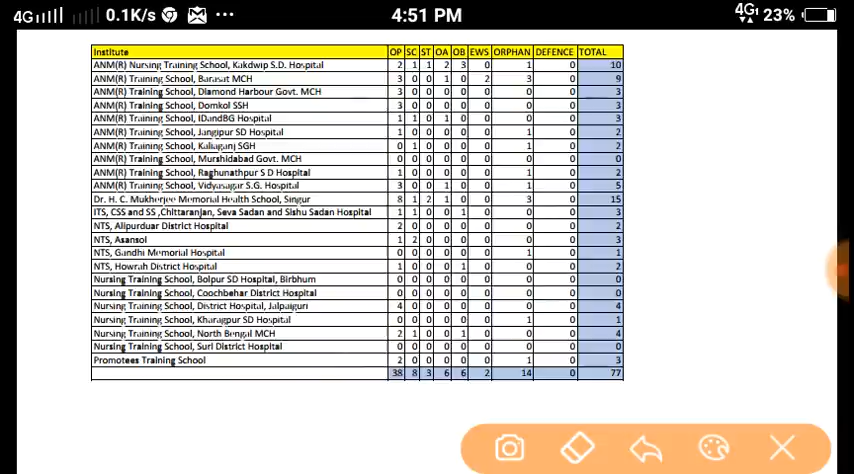 4G 0.1K/s ... 4:51 PM 4G 23%
Institute OP SC ST OA OB EWS ORPHAN DEFENCE TOTAL
ANM(R) Nursing Training School, Kakdwip S.D. Hospital 2 1 1 2 3 0 1 0 10
ANM(R) Training School, Barasat MCH 3 0 0 1 0 2 3 0 9
ANM(R) Training School, Diamond Harbour Govt. MCH 3 0 0 0 0 0 0 0 3
ANM(R) Training School, Domkol SSH 3 0 0 0 0 0 0 0 3
ANM(R) Training School, IDandBG Hospital 1 1 0 1 0 0 0 0 3
ANM(R) Training School, Jangipur SD Hospital 1 0 0 0 0 0 1 0 2
ANM(R) Training School, Kaliaganj SGH 0 1 0 0 0 0 1 0 2
ANM(R) Training School, Murshidabad Govt. MCH 0 0 0 0 0 0 0 0 0
ANM(R) Training School, Raghunathpur S D Hospital 1 0 0 0 0 0 1 0 2
ANM(R) Training School, Vidyasagar S.G. Hospital 3 0 0 1 0 0 1 0 5
Dr. H. C. Mukherjee Memorial Health School, Singur 8 1 2 1 0 0 3 0 15
ITS, CSS and SS ,Chittaranjan, Seva Sadan and Sishu Sadan Hospital 1 1 0 0 1 0 0 0 3
NTS, Alipurduar District Hospital 2 0 0 0 0 0 0 0 2
NTS, Asansol 1 2 0 0 0 0 0 0 3
NTS, Gandhi Memorial Hospital 0 0 0 0 0 0 1 0 1
NTS, Howrah District Hospital 1 0 0 0 1 0 0 0 2
Nursing Training School, Bolpur SD Hospital, Birbhum 0 0 0 0 0 0 0 0 0
Nursing Training School, Coochbehar District Hospital 0 0 0 0 0 0 0 0 0
Nursing Training School, District Hospital, Jalpaiguri 4 0 0 0 0 0 0 0 4
Nursing Training School, Kharagpur SD Hospital 0 0 0 0 0 0 1 0 1
Nursing Training School, North Bengal MCH 2 1 0 0 1 0 0 0 4
Nursing Training School, Suri District Hospital 0 0 0 0 0 0 0 0 0
Promotees Training School 2 0 0 0 0 0 1 0 3
38 8 3 6 6 2 14 0 77